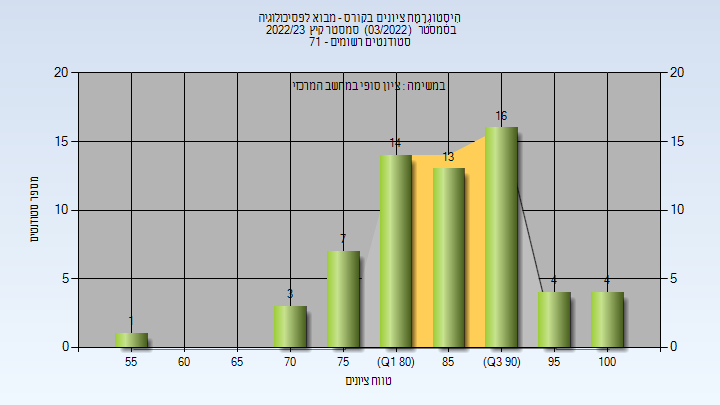 היסטוגרמת ציונים בקורס - מבוא לפסיכולוגיה
בסמסטר (03/2022) סמסטר קיץ 2022/23
סטודנטים רשומים - 71
במשימה : ציון סופי במחשב המרכזי
20 20
15 15
10 10
5 5
0 0
מספר סטודנטים
1 3 7 14 13 16 4 4
55 60 65 70 75 (Q1 80) 85 (Q3 90) 95 100
טווח ציונים